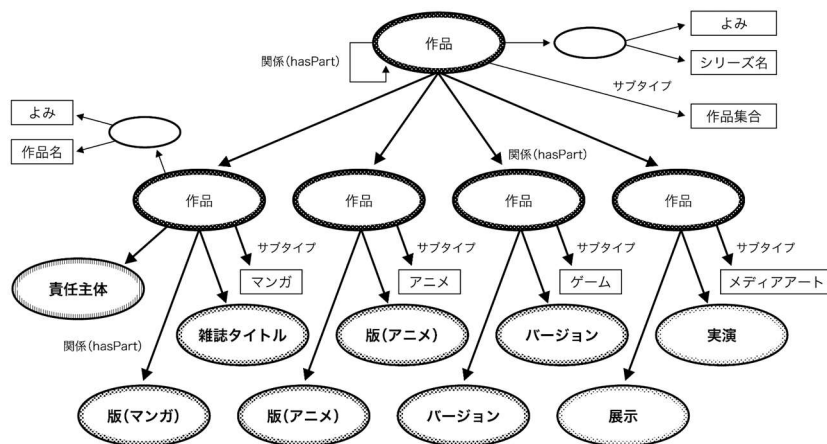 作品
よみ
シリーズ名
関係(hasPart)
サブタイプ
作品集合
よみ
作品名
関係(hasPart)
作品
作品
作品
作品
サブタイプ
サブタイプ
サブタイプ
サブタイプ
マンガ
アニメ
ゲーム
メディアアート
責任主体
雑誌タイトル
版(アニメ)
バージョン
実演
関係(hasPart)
版(マンガ)
版(アニメ)
バージョン
展示